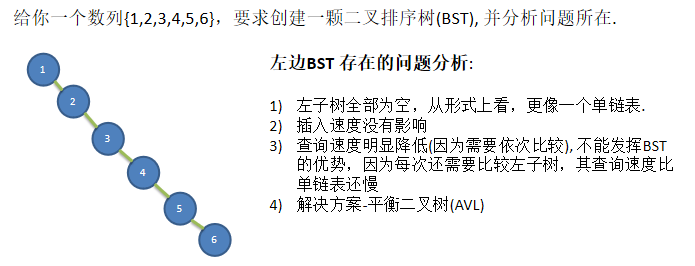 给你一个数列{1,2,3,4,5,6}，要求创建一颗二叉排序树(BST), 并分析问题所在.
左边BST 存在的问题分析:
1
2
3
4
5
6
1) 左子树全部为空，从形式上看，更像一个单链表.
2) 插入速度没有影响
3) 查询速度明显降低(因为需要依次比较), 不能发挥BST
的优势，因为每次还需要比较左子树，其查询速度比
单链表还慢
4) 解决方案-平衡二叉树(AVL)